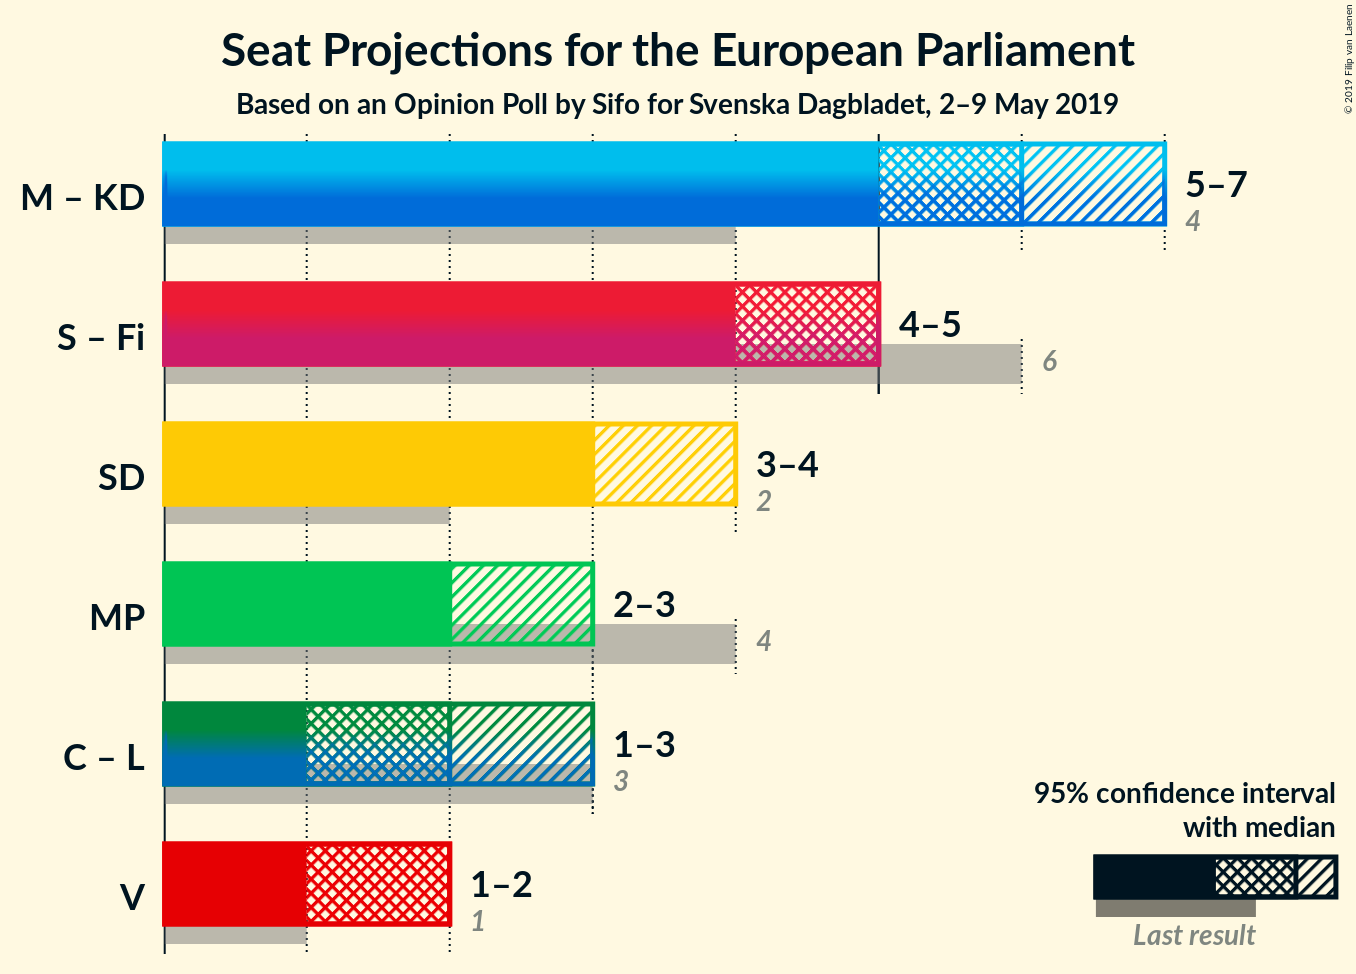 Seat Projections for the European Parliament
Based on an Opinion Poll by Sifo for Svenska Dagbladet, 2–9 May 2019
© 2019 Filip van Laenen
M – KD
5–7
4
S – Fi
4–5
6
SD
3–4
2
MP
2–3
4
C – L
1–3
3
V
1–2
1
95% confidence interval
with median
Last result